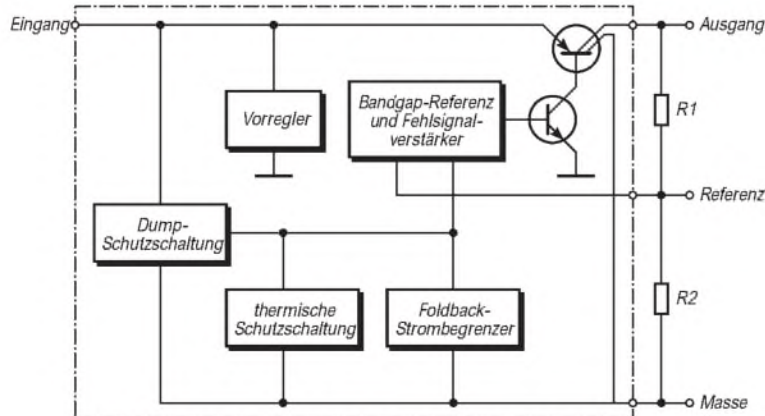 Eingang
Ausgang
Vorregler
Bandgap-Referenz
und Fehlsignal-
verstärker
R1
Referenz
Dump-
Schutzschaltung
thermische
Schutzschaltung
Foldback-
Strombegrenzer
R2
Masse